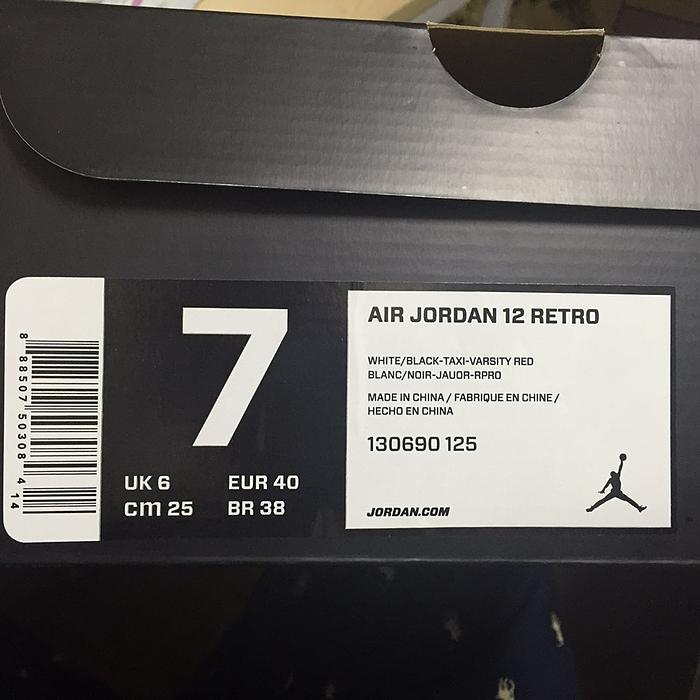 8 88507 50308 4 14
7
UK 6 EUR 40
cm 25 BR 38
AIR JORDAN 12 RETRO
WHITE/BLACK-TAXI-VARSITY RED
BLANC/NOIR-JAUOR-RPRO
MADE IN CHINA / FABRIQUE EN CHINE /
HECHO EN CHINA
130690 125
JORDAN.COM